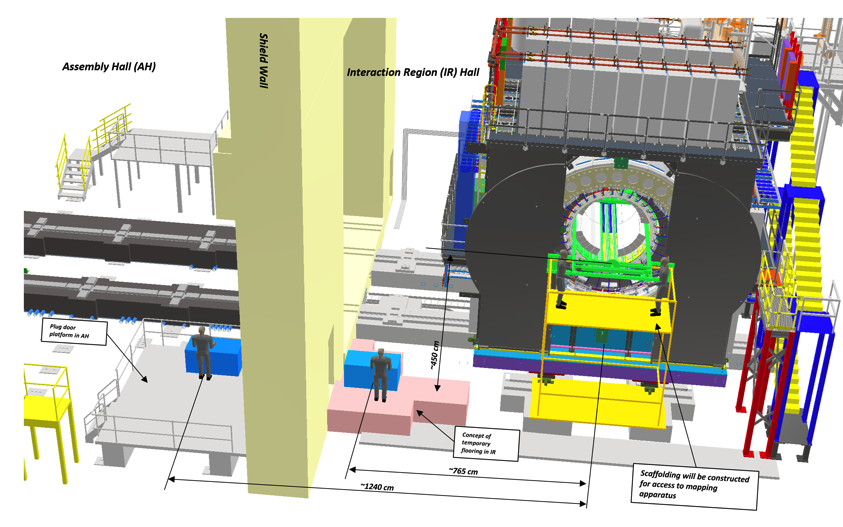 Assembly Hall (AH)
Shield Wall
Interaction Region (IR) Hall
Plug door
platform in AH
~450 cm
Concept of
temporary
flooring in IR
~765 cm
~1240 cm
Scaffolding will be constructed
for access to mapping
apparatus